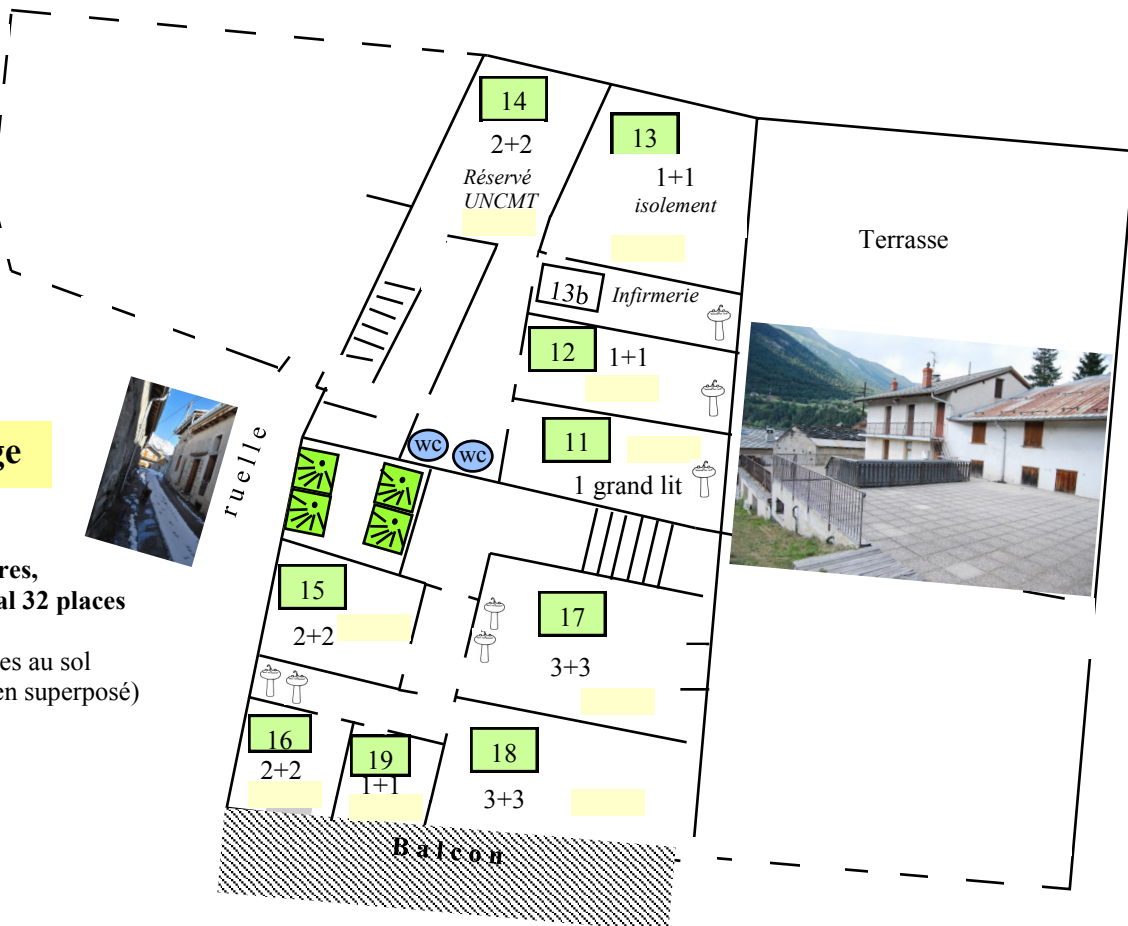 14
2+2
Réservé
UNCMT
13
1+1
isolement
Terrasse
13b Infirmerie
12 1+1
11
1 grand lit
wc
wc
ge
ruelle
res,
al 32 places
es au sol
en superposé)
15
2+2
17
3+3
16
2+2
19
1+1
18
3+3
Balcon